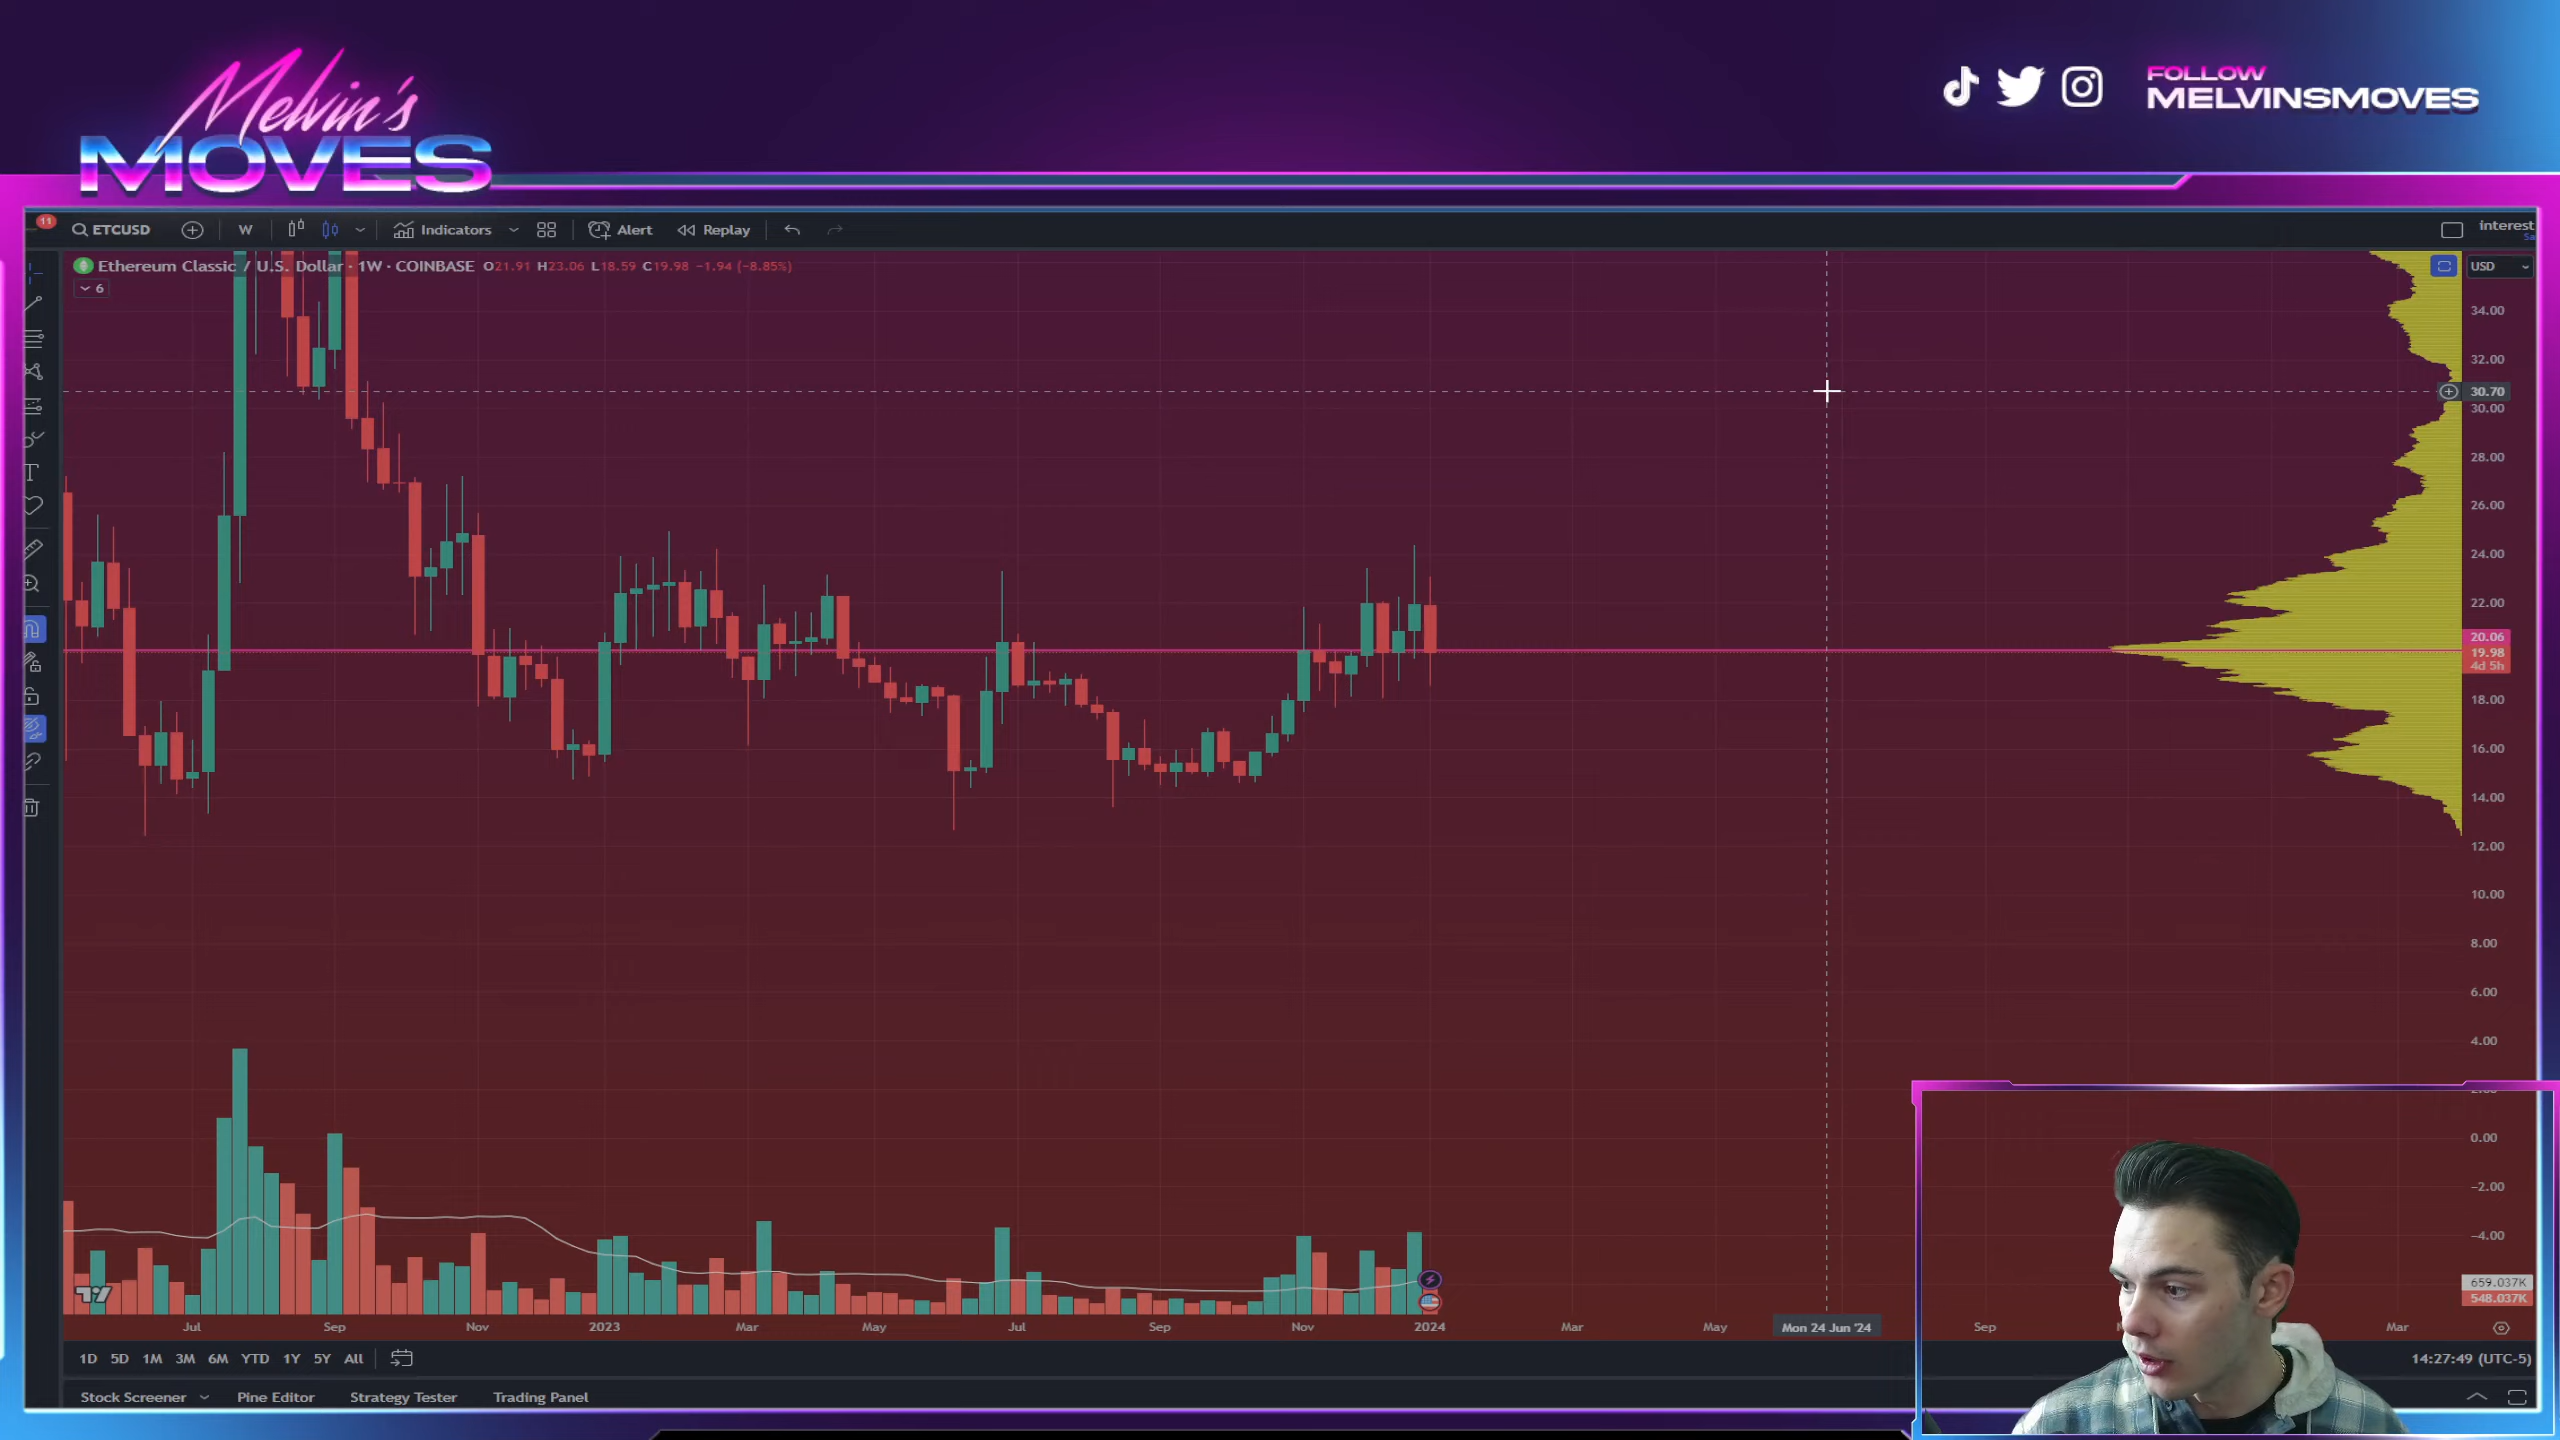 Melvin's
MOVES
FOLLOW
MELVINSMOVES
11
ETCUSD
W
Indicators
Alert
Replay
interest
Ethereum Classic / U.S. Dollar · 1W · COINBASE O21.91 H23.06 L18.59 C19.98 −1.94 (−8.85%)
USD
6
34.00
32.00
30.70
30.00
28.00
26.00
24.00
22.00
20.06
19.98
4d 5h
18.00
16.00
14.00
12.00
10.00
8.00
6.00
4.00
0.00
−2.00
−4.00
659.037K
548.037K
Jul
Sep
Nov
2023
Mar
May
Jul
Sep
Nov
2024
Mar
May
Mon 24 Jun '24
Sep
Mar
1D 5D 1M 3M 6M YTD 1Y 5Y All
14:27:49 (UTC-5)
Stock Screener
Pine Editor
Strategy Tester
Trading Panel